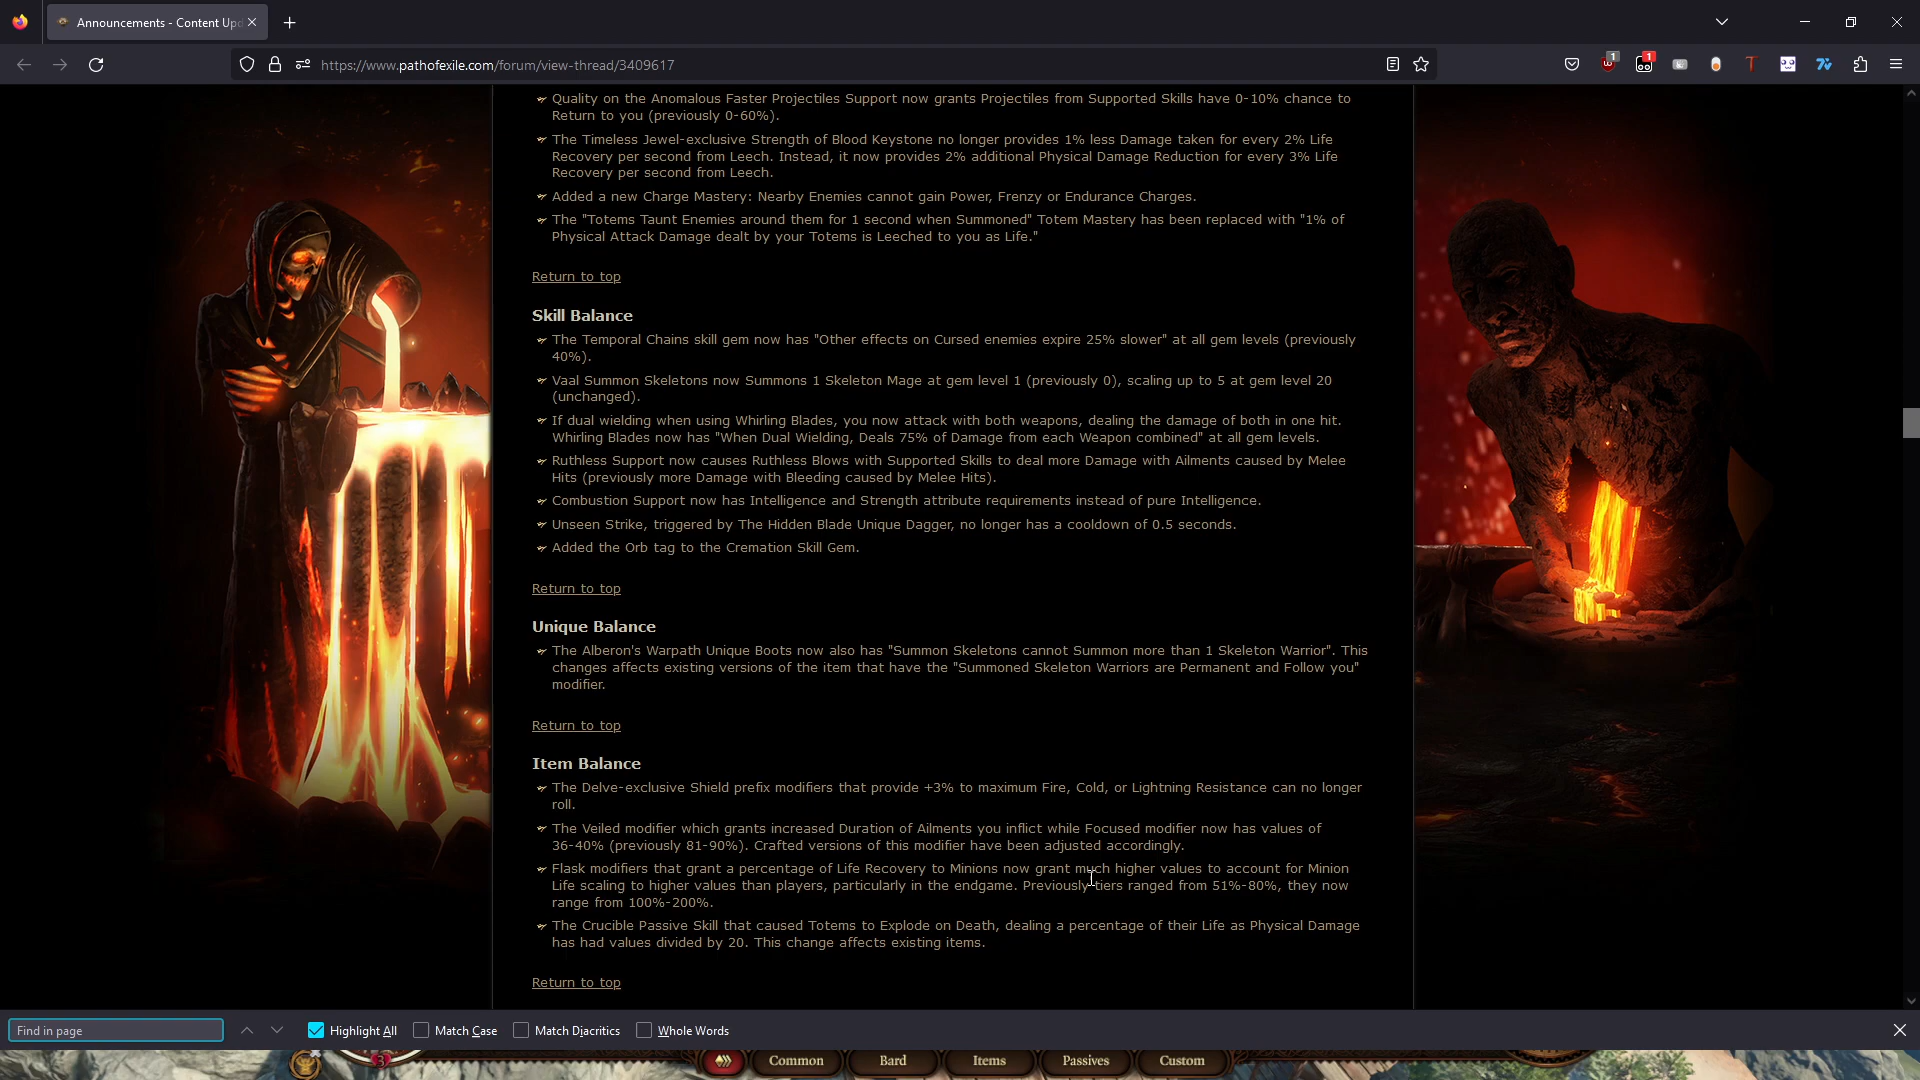 Announcements - Content Upd
https://www.pathofexile.com/forum/view-thread/3409617
1
1
Quality on the Anomalous Faster Projectiles Support now grants Projectiles from Supported Skills have 0-10% chance to
Return to you (previously 0-60%).
The Timeless Jewel-exclusive Strength of Blood Keystone no longer provides 1% less Damage taken for every 2% Life
Recovery per second from Leech. Instead, it now provides 2% additional Physical Damage Reduction for every 3% Life
Recovery per second from Leech.
Added a new Charge Mastery: Nearby Enemies cannot gain Power, Frenzy or Endurance Charges.
The "Totems Taunt Enemies around them for 1 second when Summoned" Totem Mastery has been replaced with "1% of
Physical Attack Damage dealt by your Totems is Leeched to you as Life."
Return to top
Skill Balance
The Temporal Chains skill gem now has "Other effects on Cursed enemies expire 25% slower" at all gem levels (previously
40%).
Vaal Summon Skeletons now Summons 1 Skeleton Mage at gem level 1 (previously 0), scaling up to 5 at gem level 20
(unchanged).
If dual wielding when using Whirling Blades, you now attack with both weapons, dealing the damage of both in one hit.
Whirling Blades now has "When Dual Wielding, Deals 75% of Damage from each Weapon combined" at all gem levels.
Ruthless Support now causes Ruthless Blows with Supported Skills to deal more Damage with Ailments caused by Melee
Hits (previously more Damage with Bleeding caused by Melee Hits).
Combustion Support now has Intelligence and Strength attribute requirements instead of pure Intelligence.
Unseen Strike, triggered by The Hidden Blade Unique Dagger, no longer has a cooldown of 0.5 seconds.
Added the Orb tag to the Cremation Skill Gem.
Return to top
Unique Balance
The Alberon's Warpath Unique Boots now also has "Summon Skeletons cannot Summon more than 1 Skeleton Warrior". This
changes affects existing versions of the item that have the "Summoned Skeleton Warriors are Permanent and Follow you"
modifier.
Return to top
Item Balance
The Delve-exclusive Shield prefix modifiers that provide +3% to maximum Fire, Cold, or Lightning Resistance can no longer
roll.
The Veiled modifier which grants increased Duration of Ailments you inflict while Focused modifier now has values of
36-40% (previously 81-90%). Crafted versions of this modifier have been adjusted accordingly.
Flask modifiers that grant a percentage of Life Recovery to Minions now grant much higher values to account for Minion
Life scaling to higher values than players, particularly in the endgame. Previously tiers ranged from 51%-80%, they now
range from 100%-200%.
The Crucible Passive Skill that caused Totems to Explode on Death, dealing a percentage of their Life as Physical Damage
has had values divided by 20. This change affects existing items.
Return to top
Find in page
Highlight All
Match Case
Match Diacritics
Whole Words
3
Common
Bard
Items
Passives
Custom